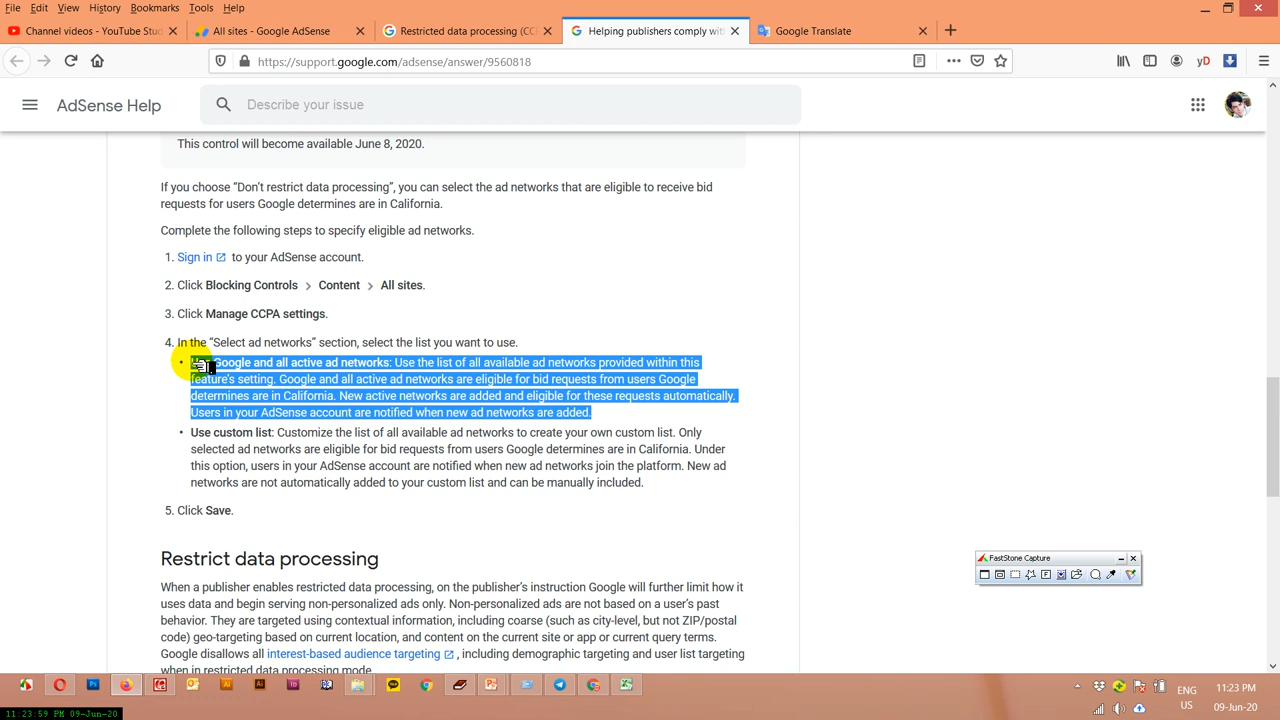 File Edit View History Bookmarks Tools Help
Channel videos - YouTube Stud
All sites - Google AdSense
Restricted data processing (CC
Helping publishers comply with
Google Translate
https://support.google.com/adsense/answer/9560818
AdSense Help
Describe your issue
This control will become available June 8, 2020.
If you choose “Don’t restrict data processing”, you can select the ad networks that are eligible to receive bid
requests for users Google determines are in California.
Complete the following steps to specify eligible ad networks.
1. Sign in to your AdSense account.
2. Click Blocking Controls > Content > All sites.
3. Click Manage CCPA settings.
4. In the “Select ad networks” section, select the list you want to use.
• Google and all active ad networks: Use the list of all available ad networks provided within this
feature's setting. Google and all active ad networks are eligible for bid requests from users Google
determines are in California. New active networks are added and eligible for these requests automatically.
Users in your AdSense account are notified when new ad networks are added.
• Use custom list: Customize the list of all available ad networks to create your own custom list. Only
selected ad networks are eligible for bid requests from users Google determines are in California. Under
this option, users in your AdSense account are notified when new ad networks join the platform. New ad
networks are not automatically added to your custom list and can be manually included.
5. Click Save.
FastStone Capture
Restrict data processing
When a publisher enables restricted data processing, on the publisher’s instruction Google will further limit how it
uses data and begin serving non-personalized ads only. Non-personalized ads are not based on a user’s past
behavior. They are targeted using contextual information, including coarse (such as city-level, but not ZIP/postal
code) geo-targeting based on current location, and content on the current site or app or current query terms.
Google disallows all interest-based audience targeting , including demographic targeting and user list targeting
when in restricted data processing mode.
ENG
US
11:23 PM
09-Jun-20
11:23:59 PM 09-Jun-20